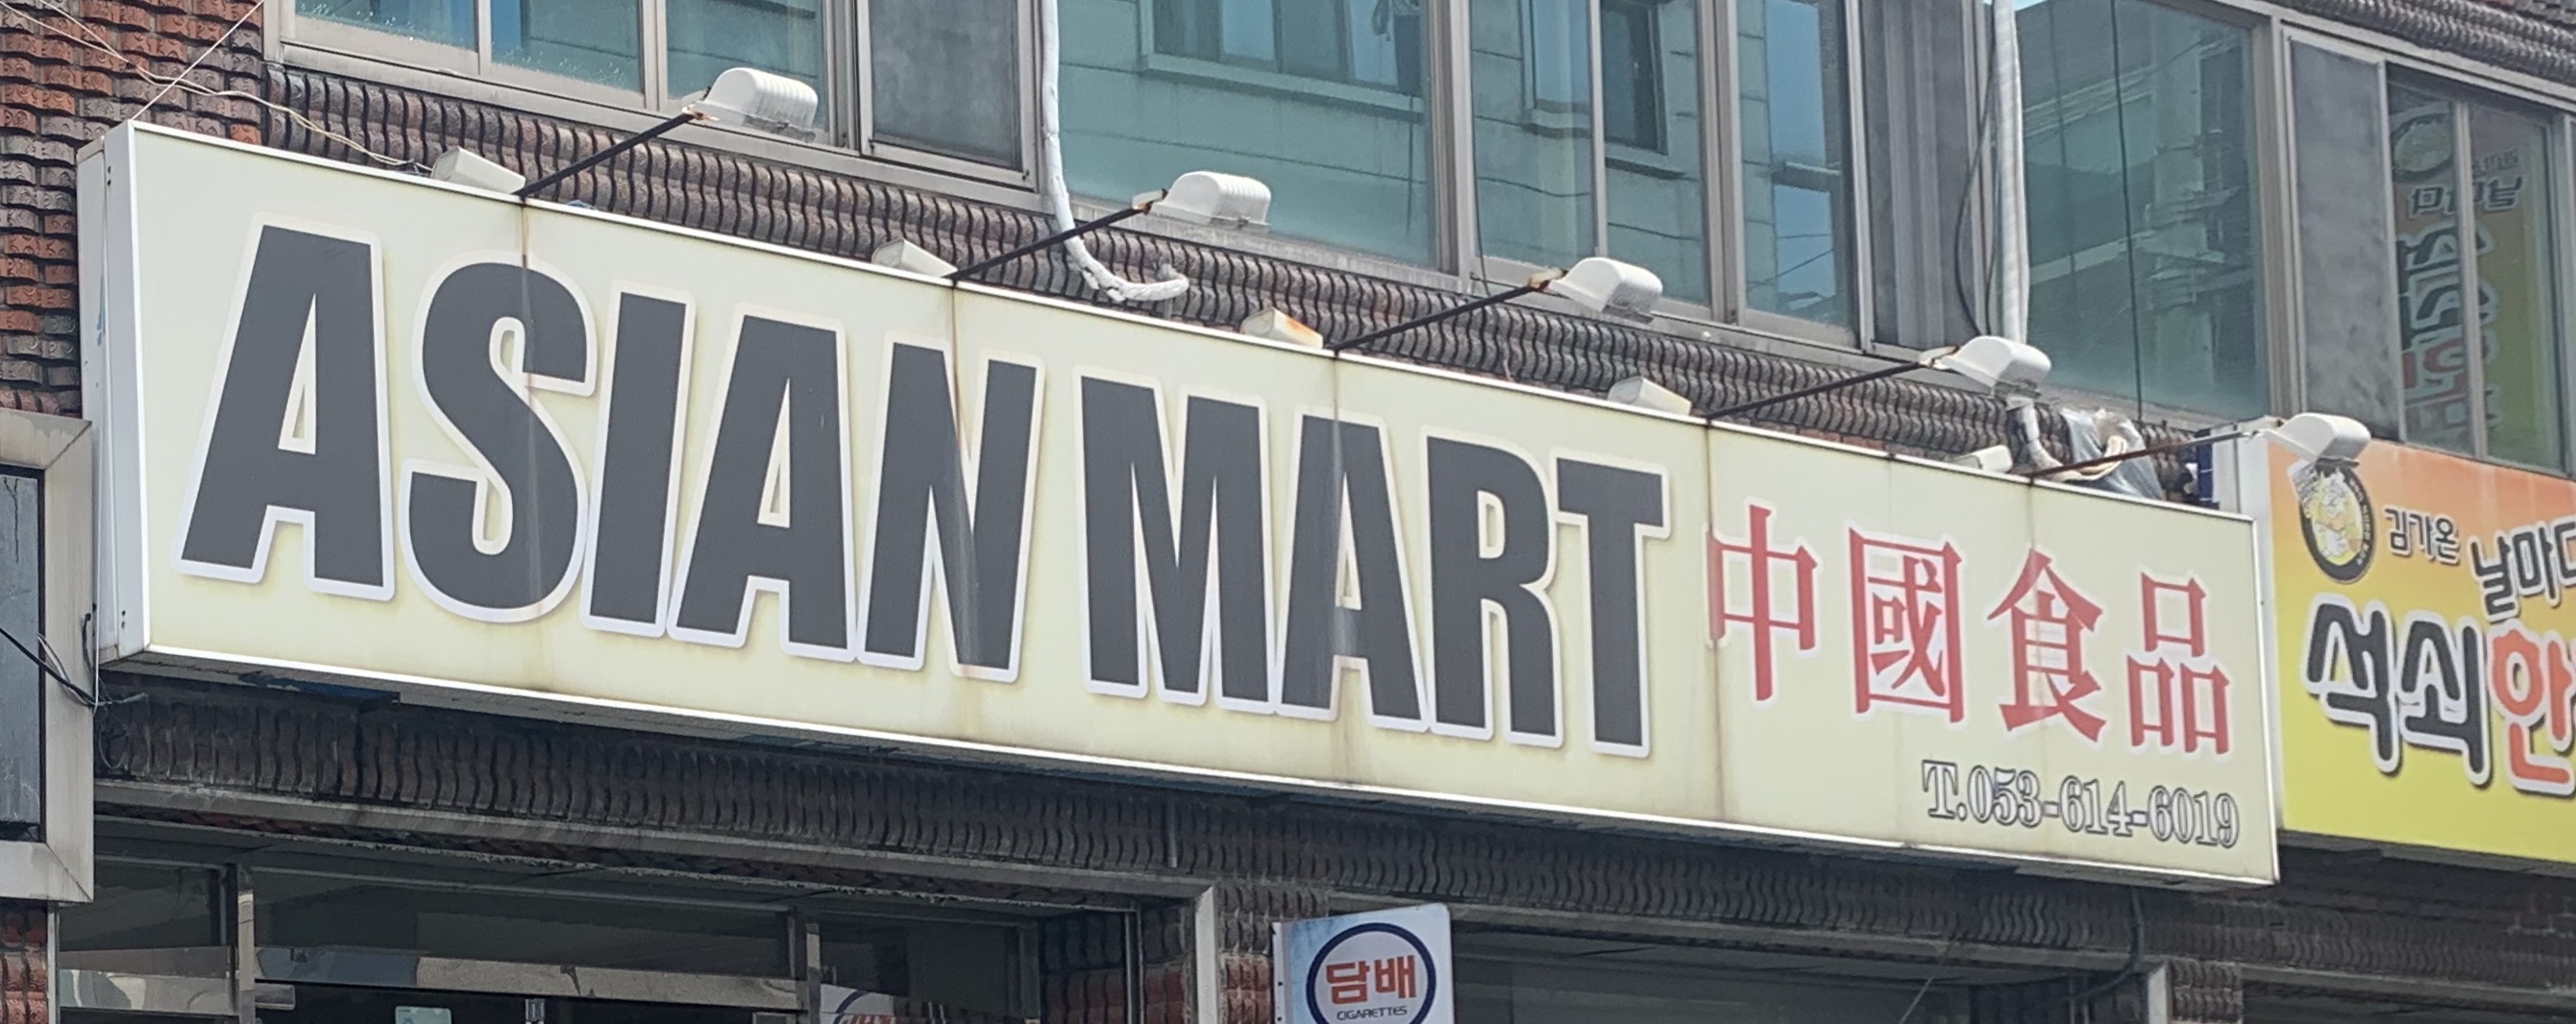 ASIAN MART 中國食品
T.053-614-6019
김가온 날마다
석쇠
담배
CIGARETTES